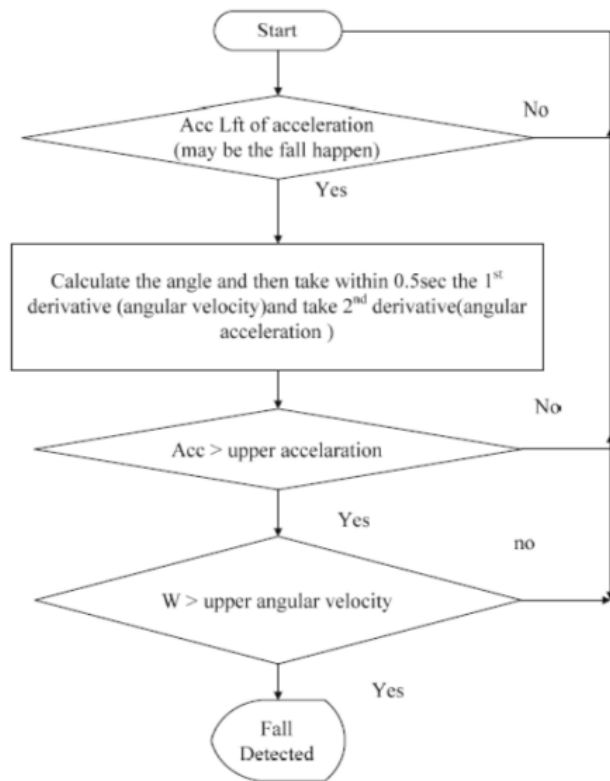 Start
No
Acc Lft of acceleration
(may be the fall happen)
Yes
Calculate the angle and then take within 0.5sec the 1st
derivative (angular velocity)and take 2nd derivative(angular
acceleration )
No
Acc > upper accelaration
Yes
no
W > upper angular velocity
Yes
Fall
Detected